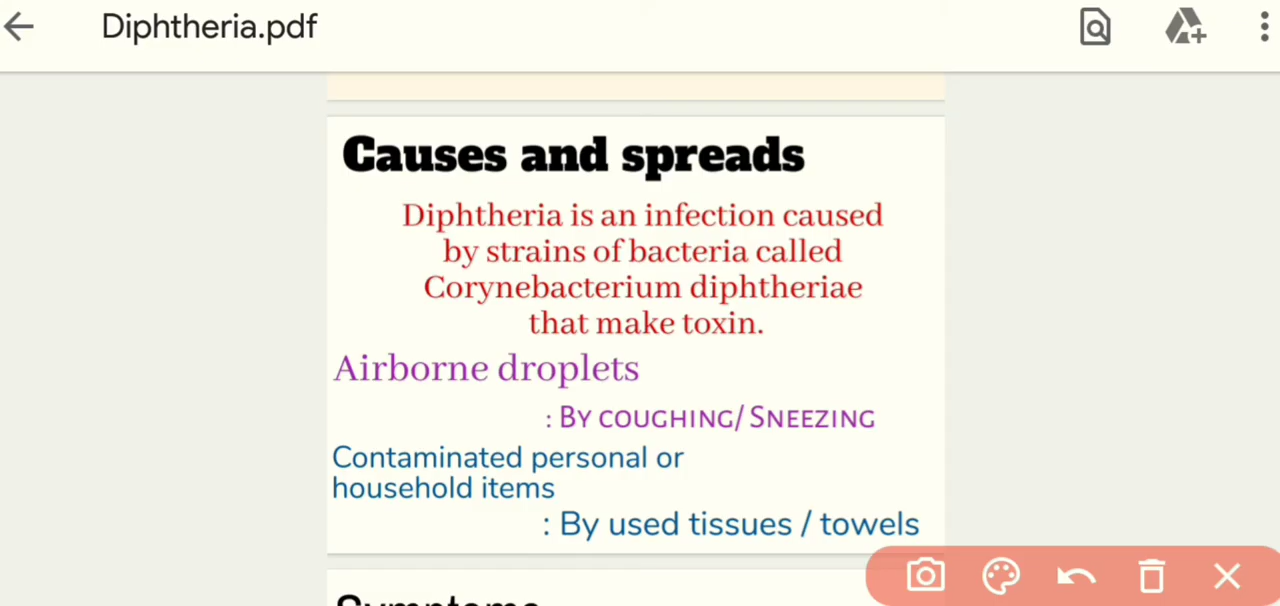 Diphtheria.pdf
Causes and spreads
Diphtheria is an infection caused
by strains of bacteria called
Corynebacterium diphtheriae
that make toxin.
Airborne droplets
: By coughing/ Sneezing
Contaminated personal or
household items
: By used tissues / towels
Symptoms